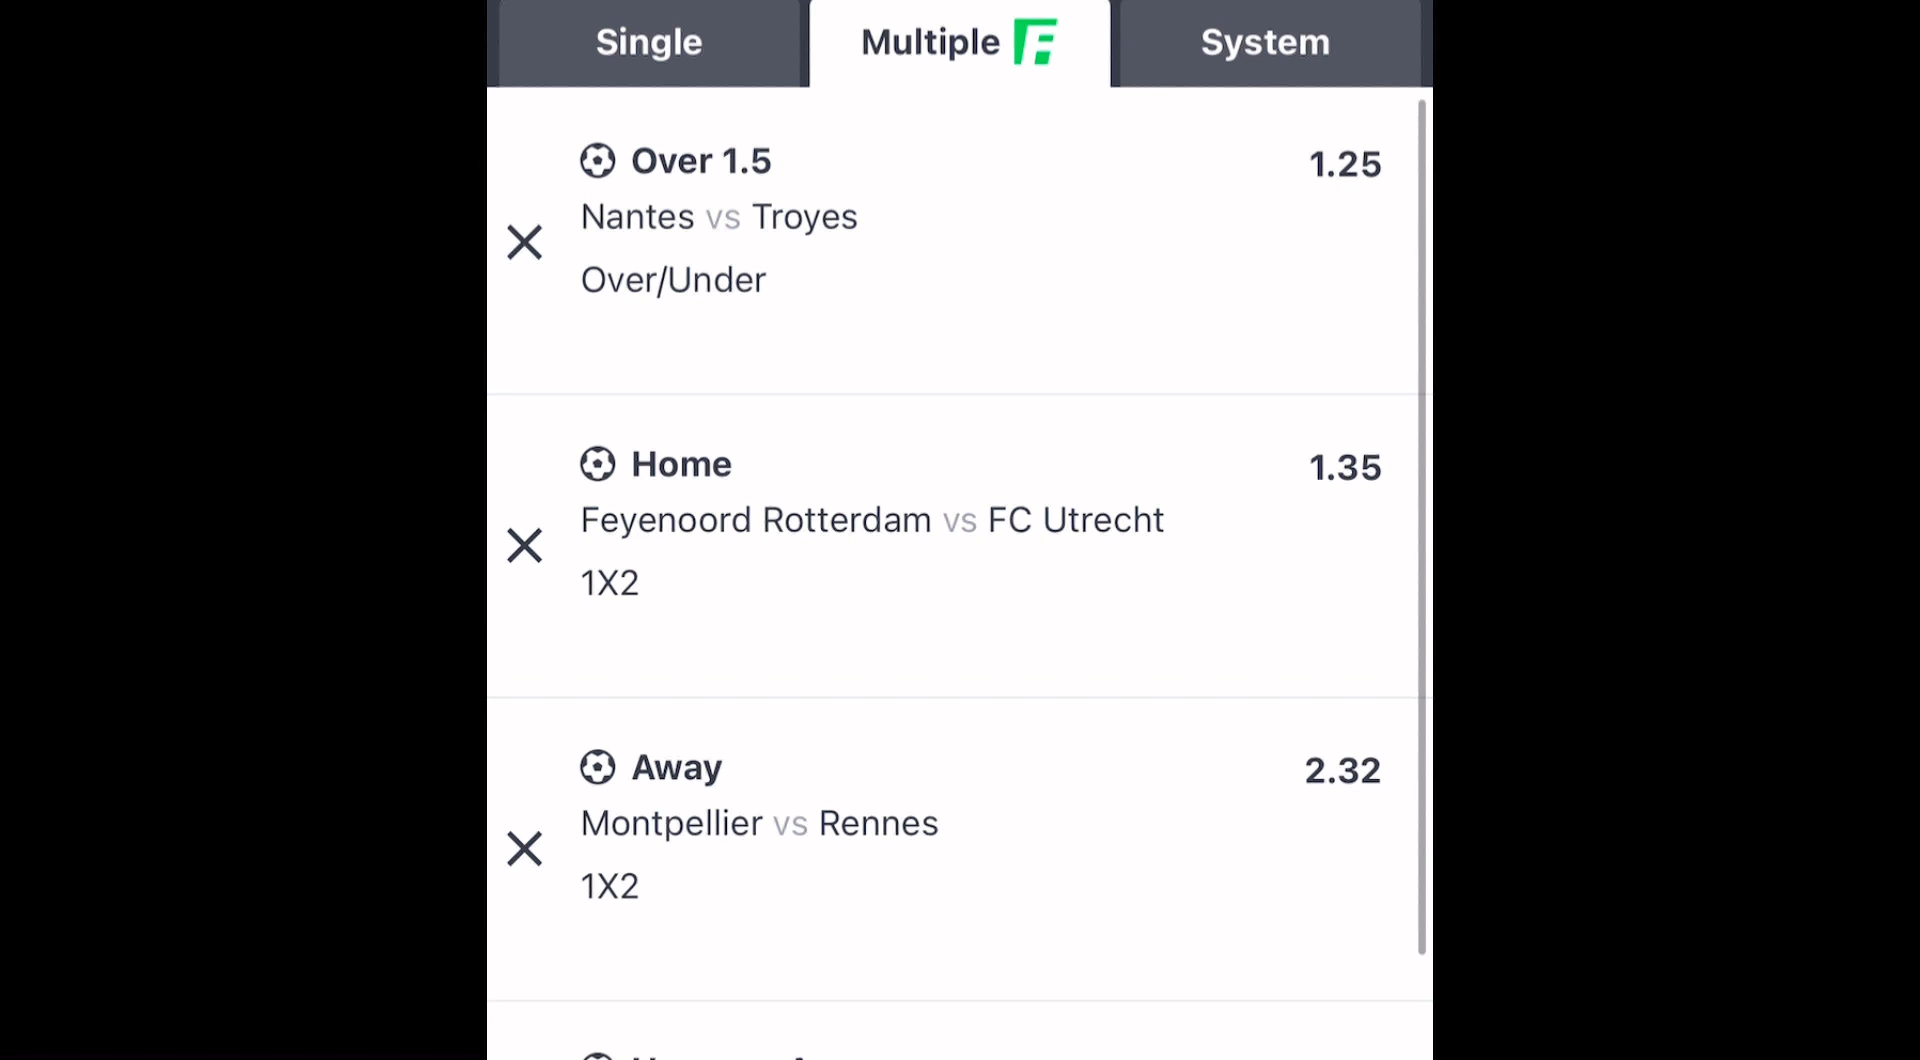 Single Multiple System
Over 1.5 1.25
Nantes vs Troyes
Over/Under
Home 1.35
Feyenoord Rotterdam vs FC Utrecht
1X2
Away 2.32
Montpellier vs Rennes
1X2